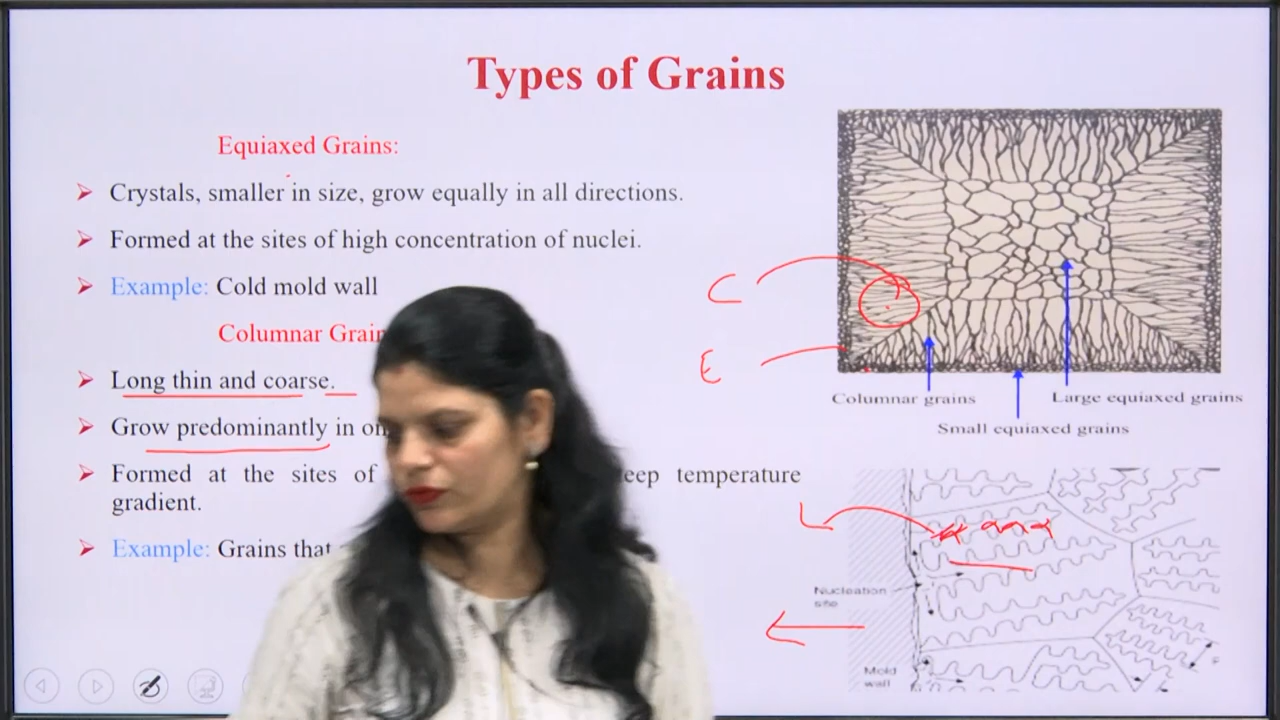 Types of Grains
Equiaxed Grains:
Crystals, smaller in size, grow equally in all directions.
Formed at the sites of high concentration of nuclei.
Example: Cold mold wall
Columnar
Long thin and coarse.
Grow predominantly in
Formed at the sites of
temperature
gradient.
Example: Grains that
C
E
Columnar grains
Large equiaxed grains
Small equiaxed grains
Nucleation
site
Mold
wall